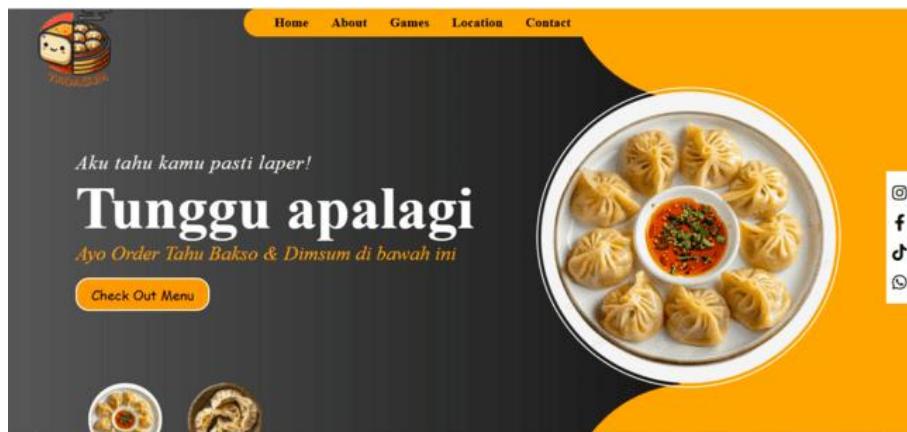 Home About Games Location Contact
TADASUM
Aku tahu kamu pasti laper!
Tunggu apalagi
Ayo Order Tahu Bakso & Dimsum di bawah ini
Check Out Menu